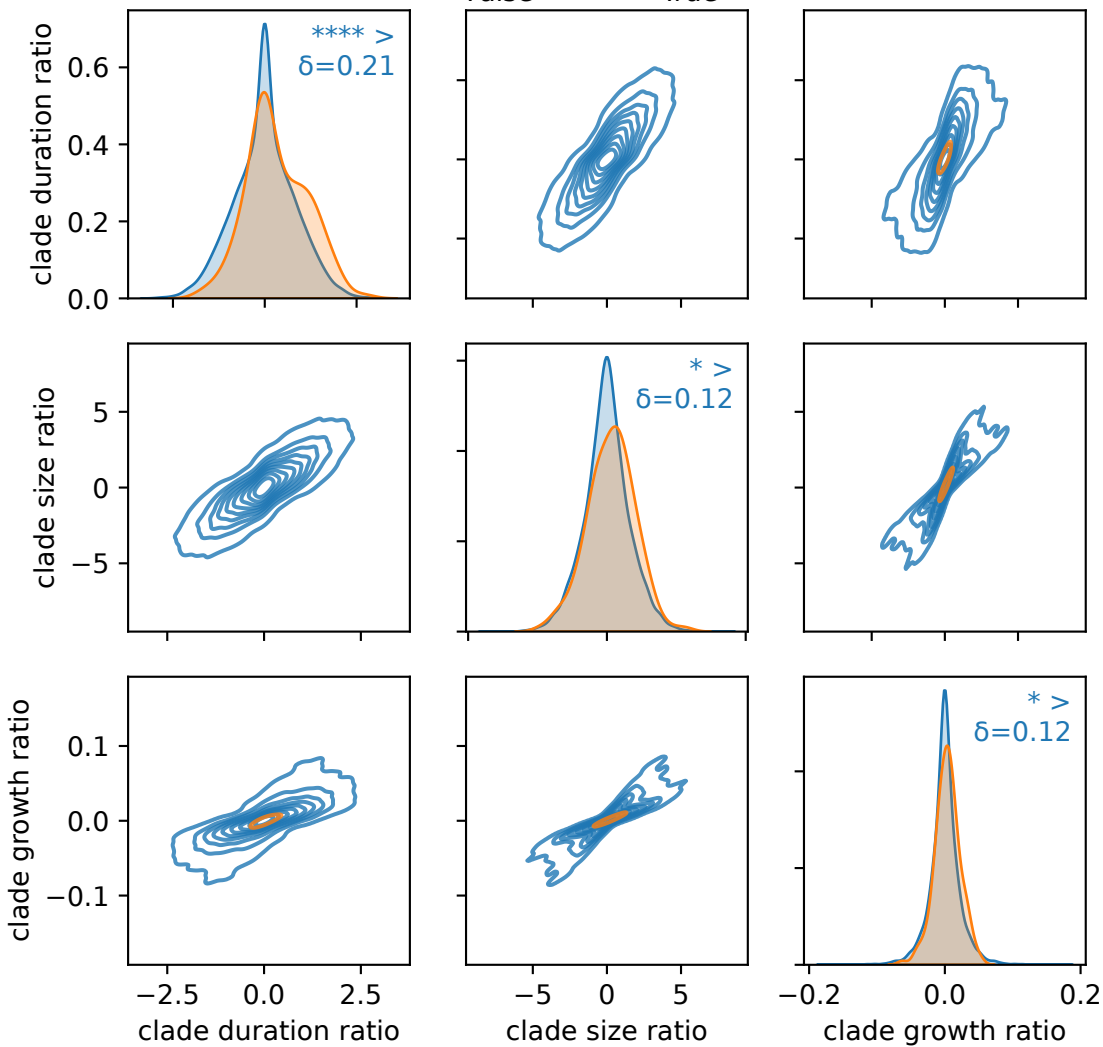 clade duration ratio
0.6
0.4
0.2
0.0
**** >
δ=0.21
clade size ratio
5
0
−5
* >
δ=0.12
clade growth ratio
0.1
0.0
−0.1
* >
δ=0.12
−2.5 0.0 2.5
−5 0 5
−0.2 0.0 0.2
clade duration ratio
clade size ratio
clade growth ratio